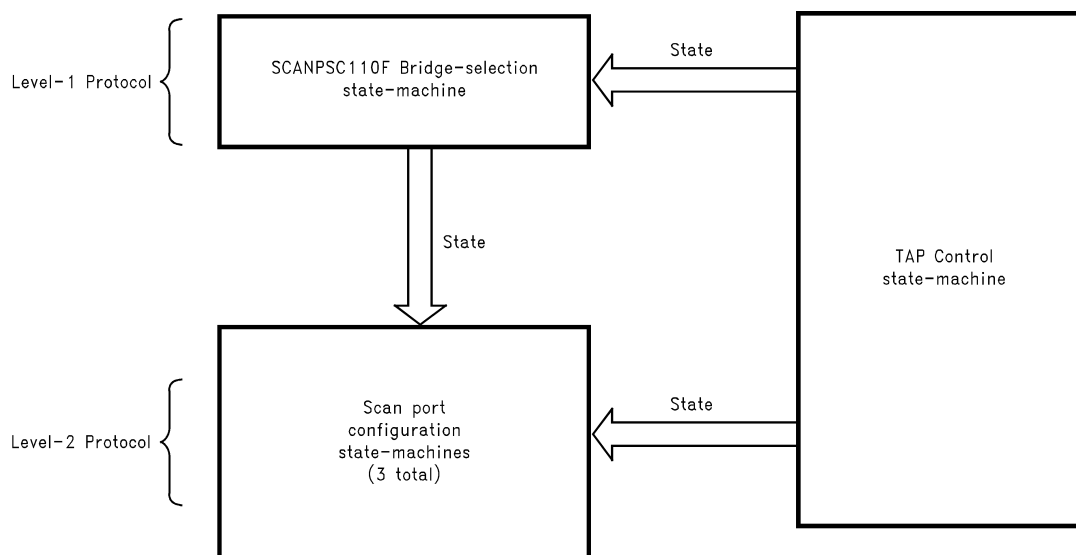 Level-1 Protocol
SCANPSC110F Bridge-selection
state-machine
State
State
TAP Control
state-machine
Level-2 Protocol
Scan port
configuration
state-machines
(3 total)
State